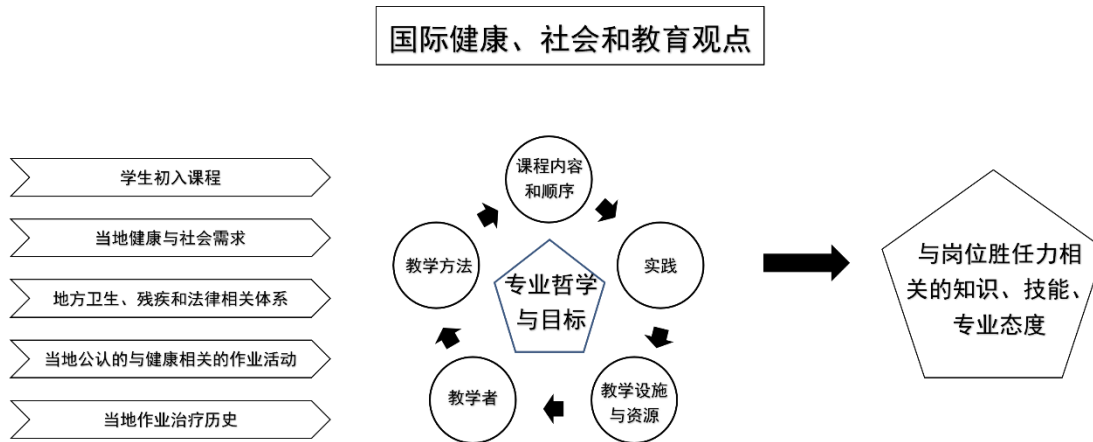 国际健康、社会和教育观点
学生初入课程
当地健康与社会需求
地方卫生、残疾和法律相关体系
当地公认的与健康相关的作业活动
当地作业治疗历史
课程内容
和顺序
实践
教学设施
与资源
教学者
教学方法
专业哲学
与目标
与岗位胜任力相
关的知识、技能、
专业态度